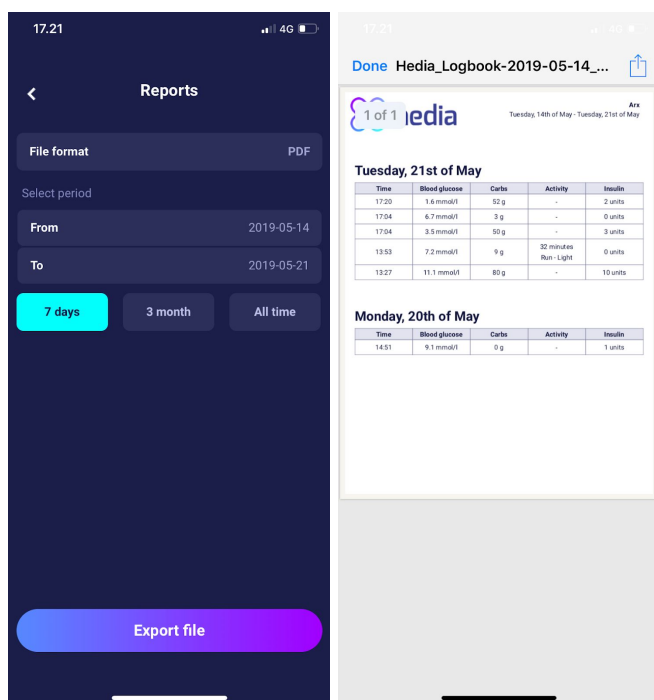 17.21
4G
Reports
File format PDF
Select period
From 2019-05-14
To 2019-05-21
7 days 3 month All time
Export file
17.21 4G
Done Hedia_Logbook-2019-05-14_...
1 of 1
hedia
Arx
Tuesday, 14th of May - Tuesday, 21st of May
Tuesday, 21st of May
Time Blood glucose Carbs Activity Insulin
17:20 1.6 mmol/l 52 g - 2 units
17:04 6.7 mmol/l 3 g - 0 units
17:04 3.5 mmol/l 50 g - 3 units
13:53 7.2 mmol/l 9 g 32 minutes 0 units
Run - Light
13:27 11.1 mmol/l 80 g - 10 units
Monday, 20th of May
Time Blood glucose Carbs Activity Insulin
14:51 9.1 mmol/l 0 g - 1 units